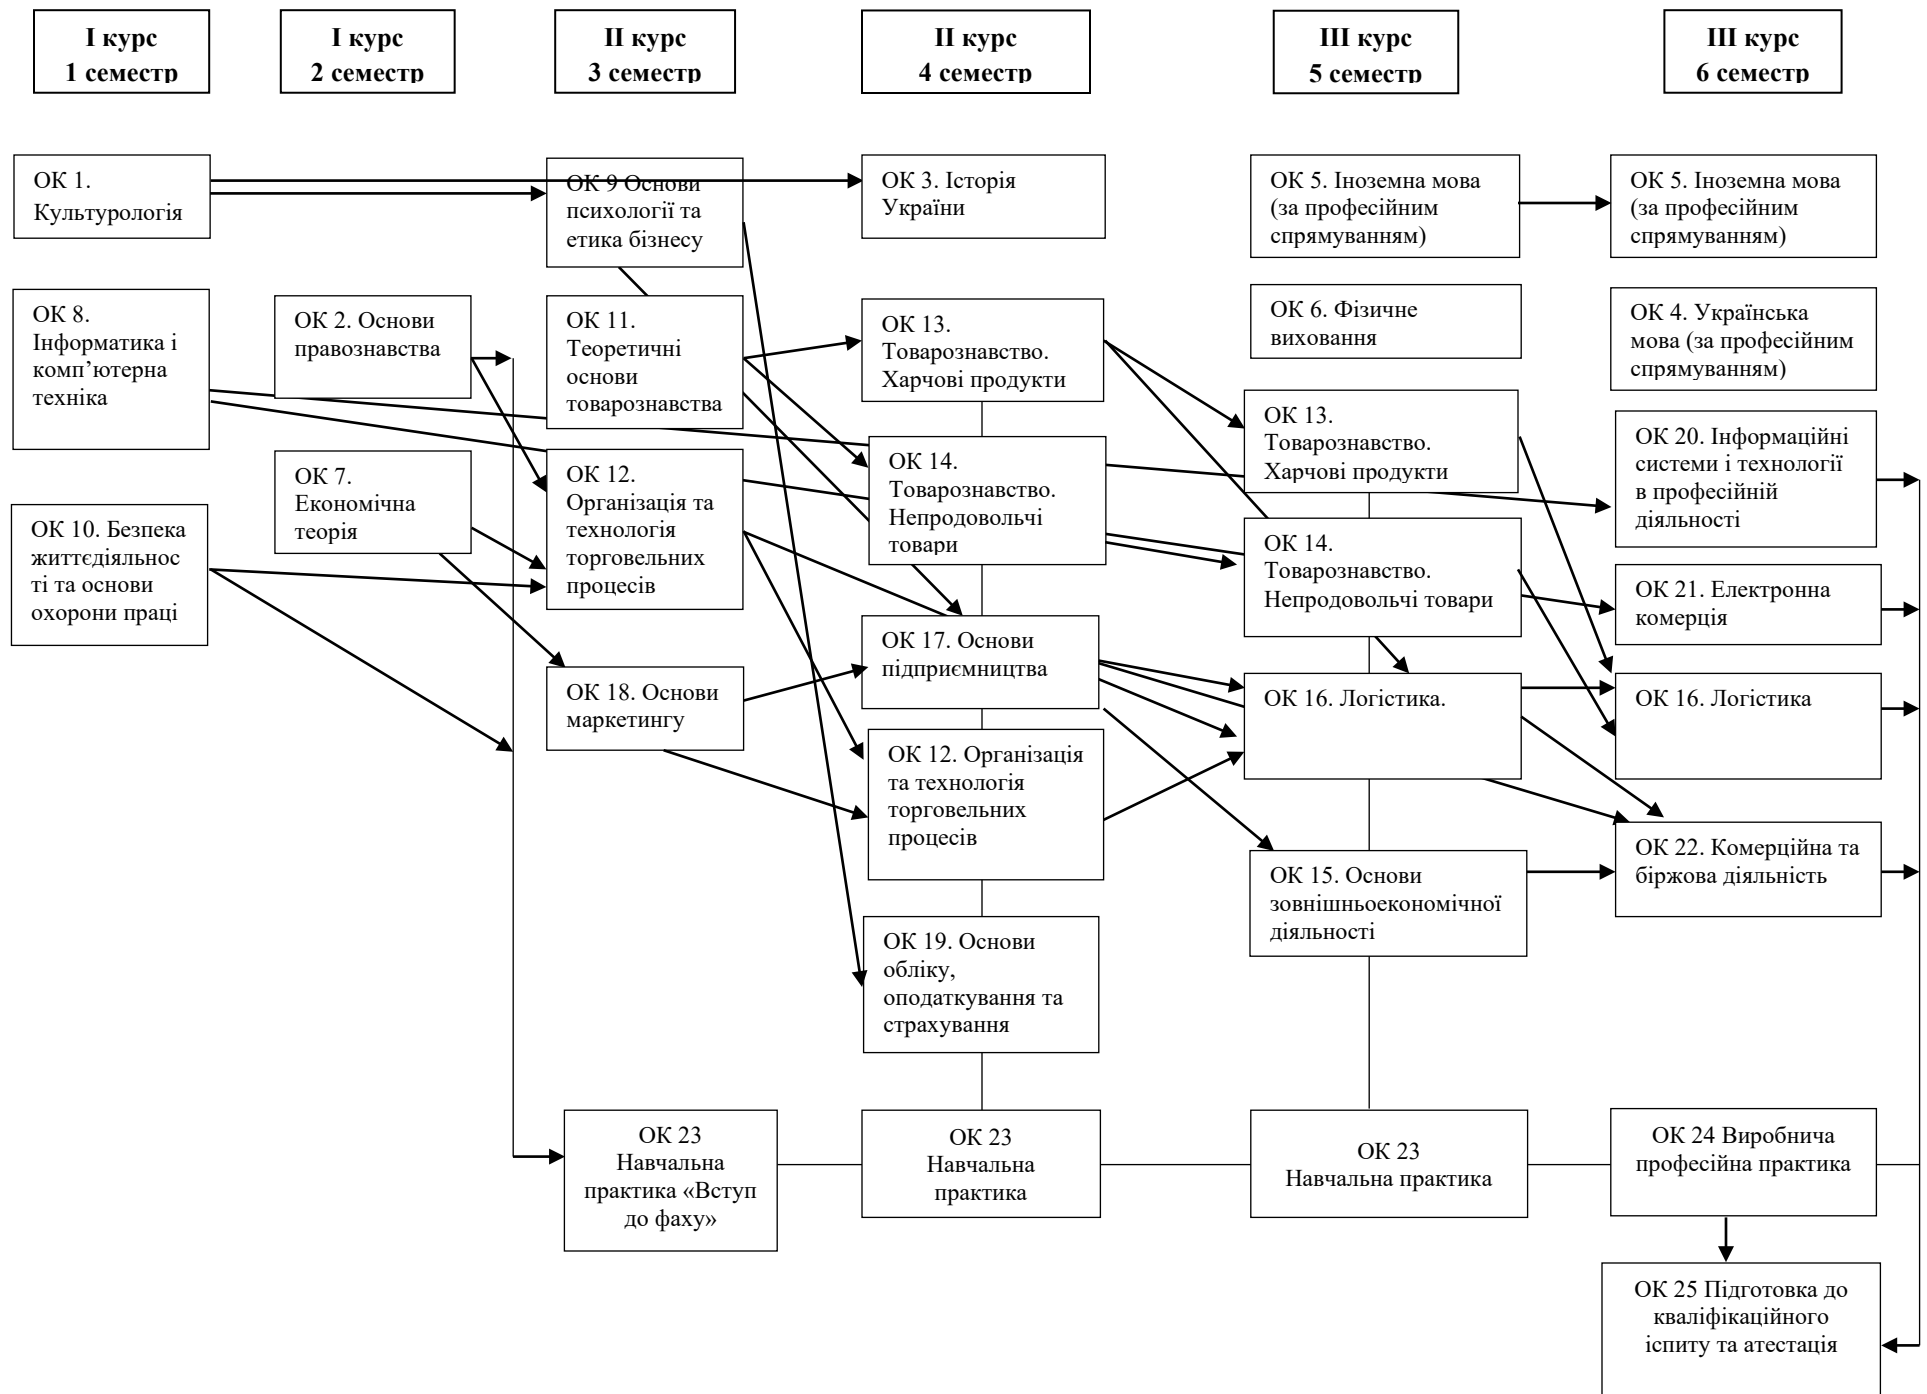 І курс
1 семестр
І курс
2 семестр
ІІ курс
3 семестр
ІІ курс
4 семестр
ІІІ курс
5 семестр
ІІІ курс
6 семестр
ОК 1.
Культурологія
ОК 8.
Інформатика і
комп’ютерна
техніка
ОК 10. Безпека
життєдіяльнос
ті та основи
охорони праці
ОК 2. Основи
правознавства
ОК 7.
Економічна
теорія
ОК 9 Основи
психології та
етика бізнесу
ОК 11.
Теоретичні
основи
товарознавства
ОК 12.
Організація та
технологія
торговельних
процесів
ОК 18. Основи
маркетингу
ОК 23
Навчальна
практика «Вступ
до фаху»
ОК 3. Історія
України
ОК 13.
Товарознавство.
Харчові продукти
ОК 14.
Товарознавство.
Непродовольчі
товари
ОК 17. Основи
підприємництва
ОК 12. Організація
та технологія
торговельних
процесів
ОК 19. Основи
обліку,
оподаткування та
страхування
ОК 23
Навчальна
практика
ОК 5. Іноземна мова
(за професійним
спрямуванням)
ОК 6. Фізичне
виховання
ОК 13.
Товарознавство.
Харчові продукти
ОК 14.
Товарознавство.
Непродовольчі товари
ОК 16. Логістика.
ОК 15. Основи
зовнішньоекономічної
діяльності
ОК 23
Навчальна практика
ОК 5. Іноземна мова
(за професійним
спрямуванням)
ОК 4. Українська
мова (за професійним
спрямуванням)
ОК 20. Інформаційні
системи і технології
в професійній
діяльності
ОК 21. Електронна
комерція
ОК 16. Логістика
ОК 22. Комерційна та
біржова діяльність
ОК 24 Виробнича
професійна практика
ОК 25 Підготовка до
кваліфікаційного
іспиту та атестація